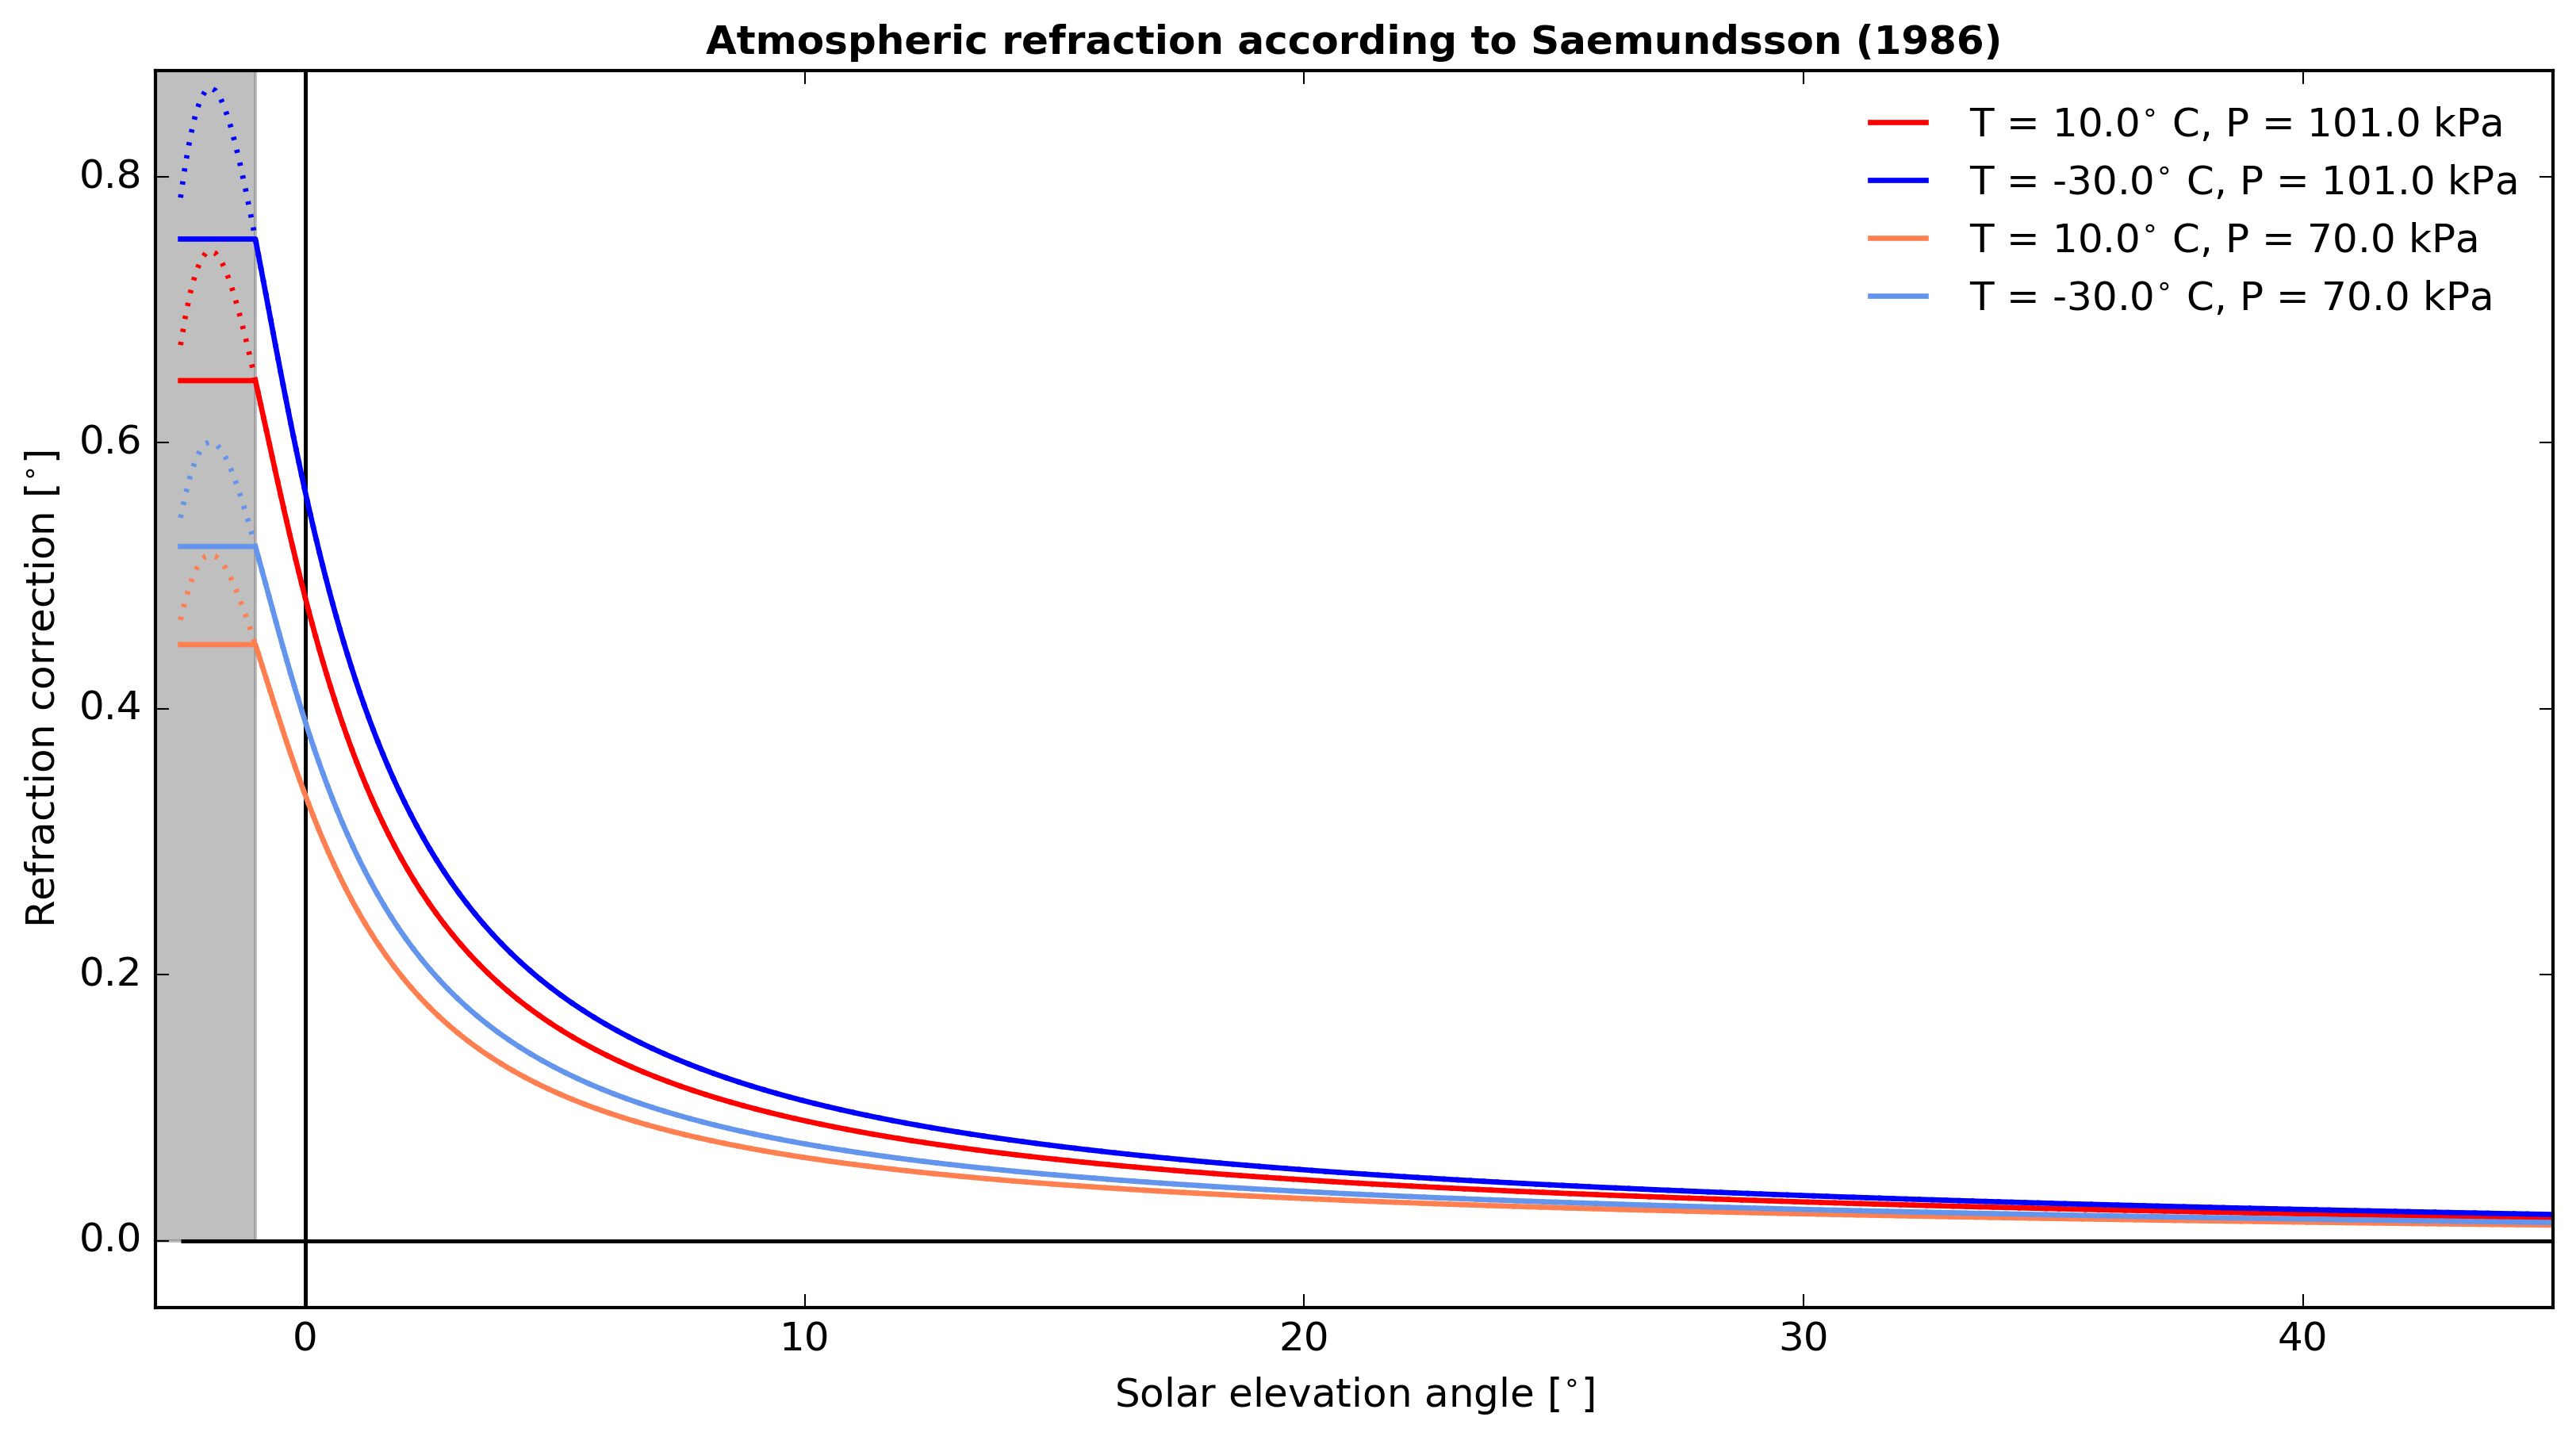 Atmospheric refraction according to Saemundsson (1986)
T = 10.0° C, P = 101.0 kPa
T = -30.0° C, P = 101.0 kPa
T = 10.0° C, P = 70.0 kPa
T = -30.0° C, P = 70.0 kPa
Refraction correction [°]
0.8
0.6
0.4
0.2
0.0
0 10 20 30 40
Solar elevation angle [°]